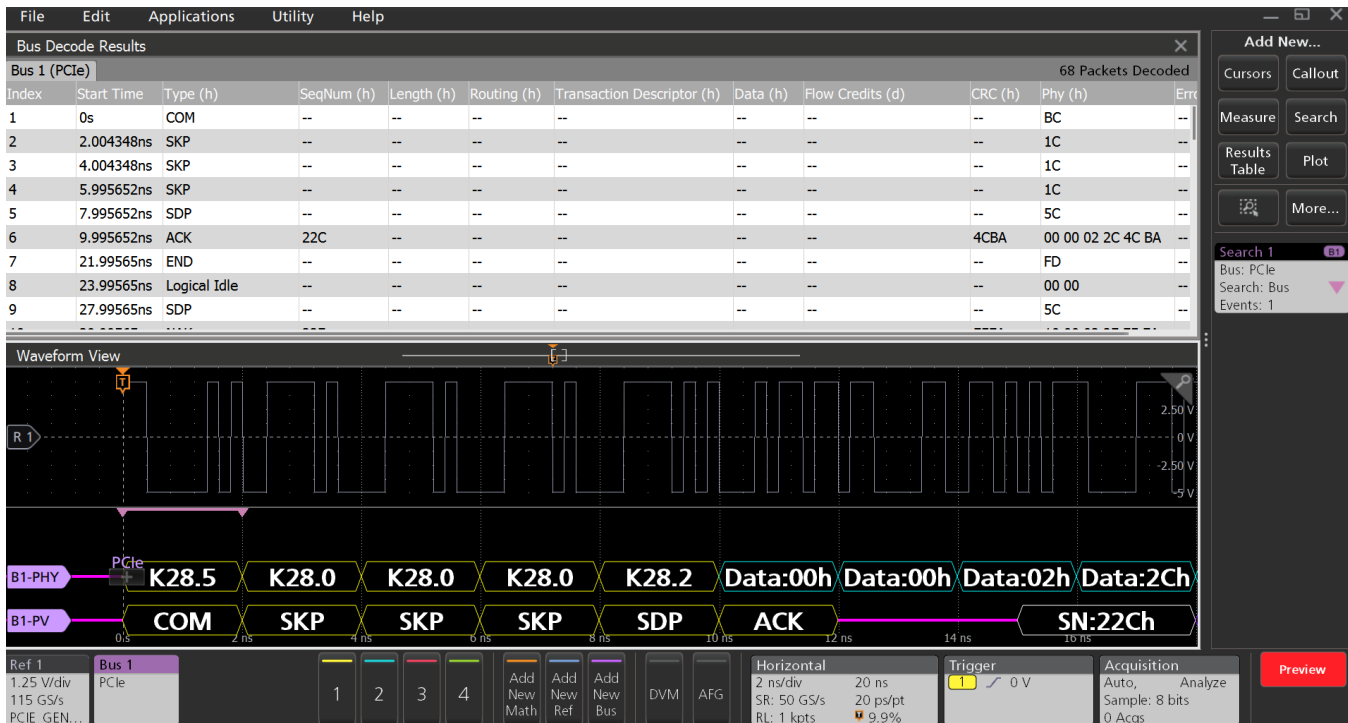 File Edit Applications Utility Help
Bus Decode Results
Bus 1 (PCIe) 68 Packets Decoded
Index Start Time Type (h) SeqNum (h) Length (h) Routing (h) Transaction Descriptor (h) Data (h) Flow Credits (d) CRC (h) Phy (h)
1 0s COM -- -- -- -- -- -- -- BC --
2 2.004348ns SKP -- -- -- -- -- -- -- 1C --
3 4.004348ns SKP -- -- -- -- -- -- -- 1C --
4 5.995652ns SKP -- -- -- -- -- -- -- 1C --
5 7.995652ns SDP -- -- -- -- -- -- -- 5C --
6 9.995652ns ACK 22C -- -- -- -- -- 4CBA 00 00 02 2C 4C BA --
7 21.99565ns END -- -- -- -- -- -- -- FD --
8 23.99565ns Logical Idle -- -- -- -- -- -- -- 00 00 --
9 27.99565ns SDP -- -- -- -- -- -- -- 5C --
Waveform View
T
R 1
2.50 V
0 V
-2.50 V
-5 V
PCIe
B1-PHY K28.5 K28.0 K28.0 K28.0 K28.2 Data:00h Data:00h Data:02h Data:2Ch
B1-PV COM SKP SKP SKP SDP ACK SN:22Ch
0s 2 ns 4 ns 6 ns 8 ns 10 ns 12 ns 14 ns 16 ns
Add New...
Cursors Callout
Measure Search
Results Table Plot
More...
Search 1 B1
Bus: PCIe
Search: Bus
Events: 1
Ref 1
1.25 V/div
115 GS/s
PCIE_GEN...
Bus 1
PCIe
1 2 3 4
Add New Math
Add New Ref
Add New Bus
DVM AFG
Horizontal
2 ns/div 20 ns
SR: 50 GS/s 20 ps/pt
RL: 1 kpts 9.9%
Trigger
1 0 V
Acquisition
Auto, Analyze
Sample: 8 bits
0 Acqs
Preview